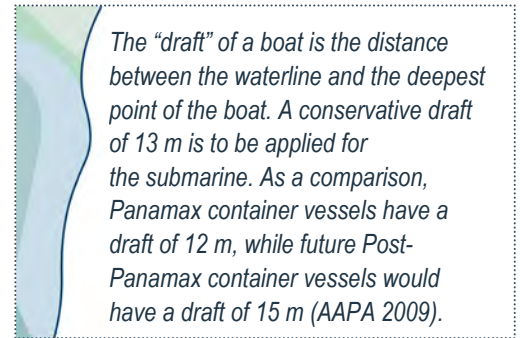 The “draft” of a boat is the distance
between the waterline and the deepest
point of the boat. A conservative draft
of 13 m is to be applied for
the submarine. As a comparison,
Panamax container vessels have a
draft of 12 m, while future Post-
Panamax container vessels would
have a draft of 15 m (AAPA 2009).